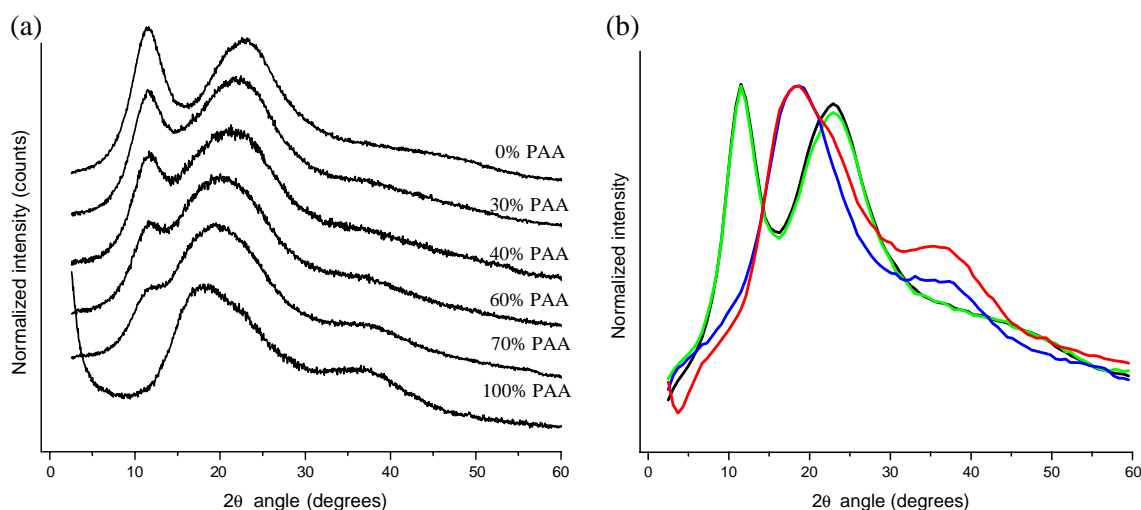 (a)
Normalized intensity (counts)
0% PAA
30% PAA
40% PAA
60% PAA
70% PAA
100% PAA
0 10 20 30 40 50 60
2θ angle (degrees)
(b)
Normalized intensity
0 10 20 30 40 50 60
2θ angle (degrees)